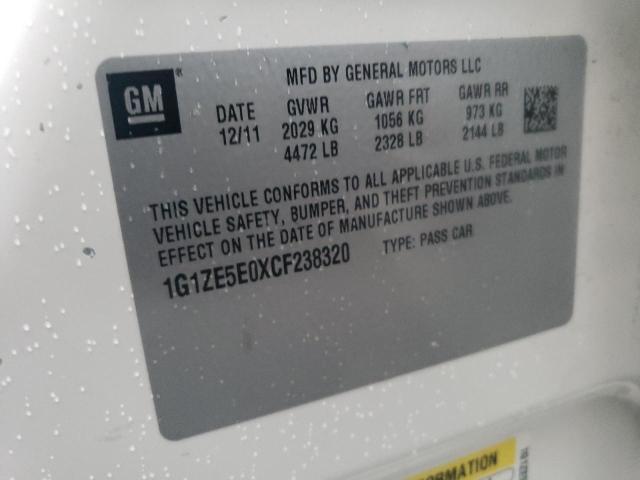 GM®
MFD BY GENERAL MOTORS LLC
DATE GVWR GAWR FRT GAWR RR
12/11 2029 KG 1056 KG 973 KG
4472 LB 2328 LB 2144 LB
THIS VEHICLE CONFORMS TO ALL APPLICABLE U.S. FEDERAL MOTOR
VEHICLE SAFETY, BUMPER, AND THEFT PREVENTION STANDARDS IN
EFFECT ON THE DATE OF MANUFACTURE SHOWN ABOVE.
1G1ZE5E0XCF238320 TYPE: PASS CAR